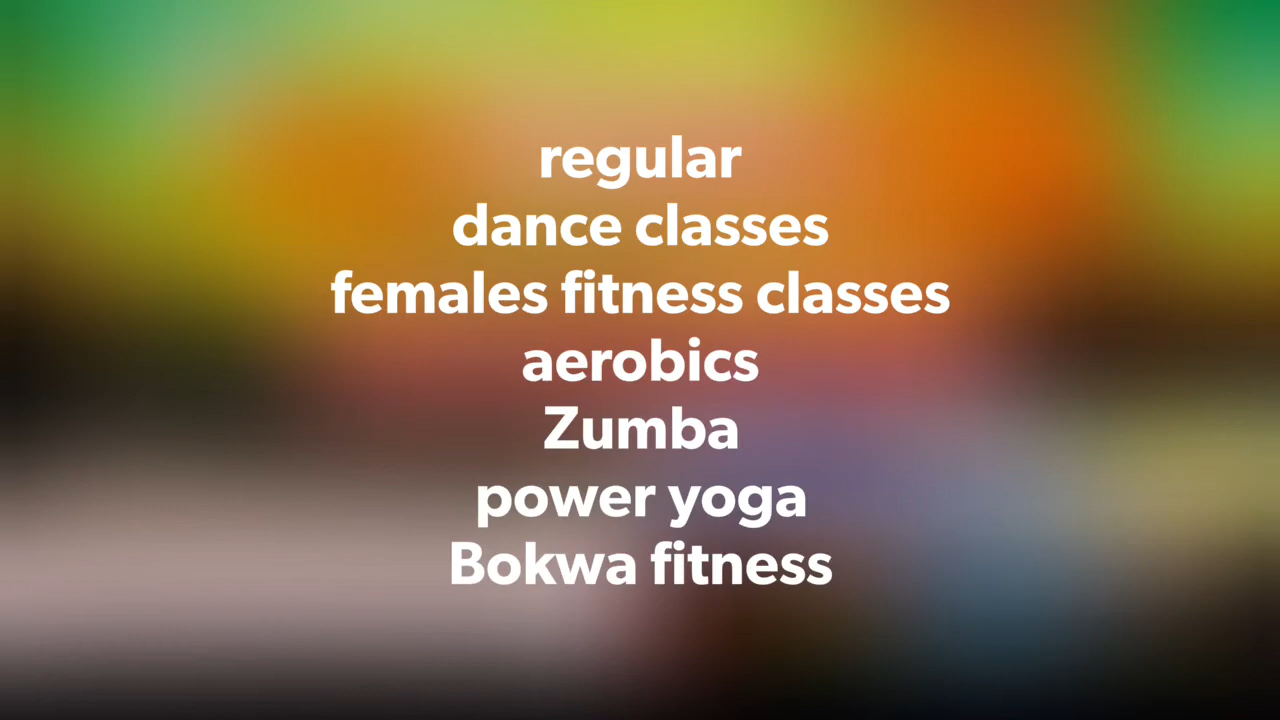 regular
dance classes
females fitness classes
aerobics
Zumba
power yoga
Bokwa fitness